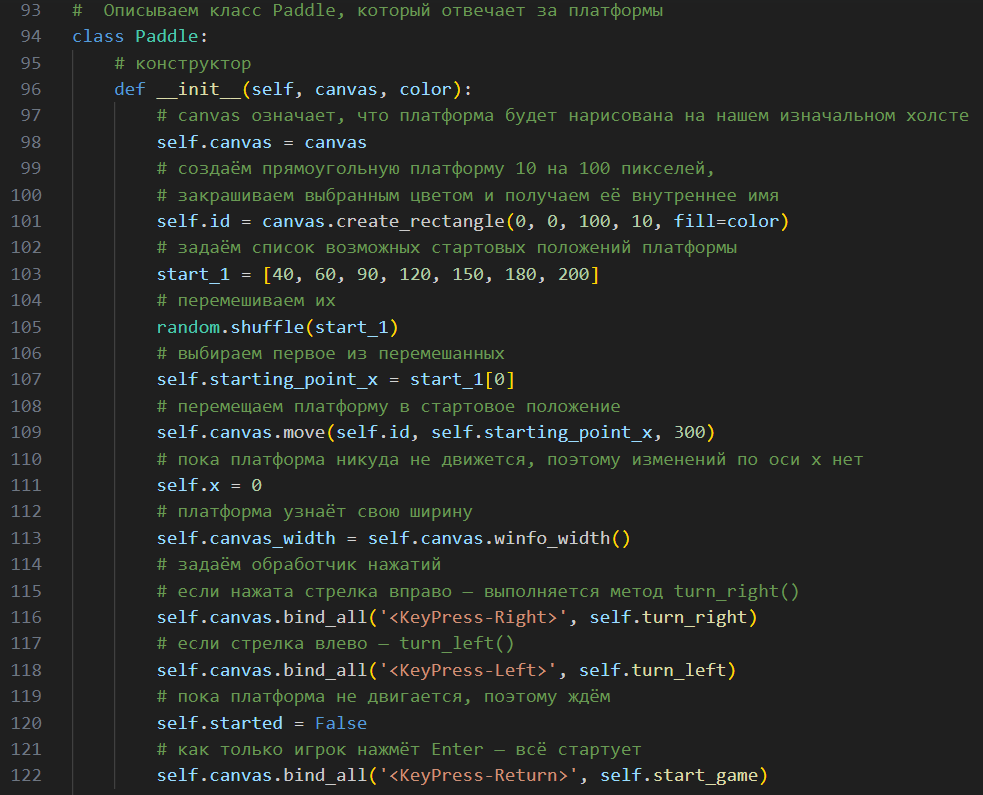 93 #  Описываем класс Paddle, который отвечает за платформы
94 class Paddle:
95     # конструктор
96     def __init__(self, canvas, color):
97         # canvas означает, что платформа будет нарисована на нашем изначальном холсте
98         self.canvas = canvas
99         # создаём прямоугольную платформу 10 на 100 пикселей,
100         # закрашиваем выбранным цветом и получаем её внутреннее имя
101         self.id = canvas.create_rectangle(0, 0, 100, 10, fill=color)
102         # задаём список возможных стартовых положений платформы
103         start_1 = [40, 60, 90, 120, 150, 180, 200]
104         # перемешиваем их
105         random.shuffle(start_1)
106         # выбираем первое из перемешанных
107         self.starting_point_x = start_1[0]
108         # перемещаем платформу в стартовое положение
109         self.canvas.move(self.id, self.starting_point_x, 300)
110         # пока платформа никуда не движется, поэтому изменений по оси х нет
111         self.x = 0
112         # платформа узнаёт свою ширину
113         self.canvas_width = self.canvas.winfo_width()
114         # задаём обработчик нажатий
115         # если нажата стрелка вправо — выполняется метод turn_right()
116         self.canvas.bind_all('<KeyPress-Right>', self.turn_right)
117         # если стрелка влево — turn_left()
118         self.canvas.bind_all('<KeyPress-Left>', self.turn_left)
119         # пока платформа не двигается, поэтому ждём
120         self.started = False
121         # как только игрок нажмёт Enter — всё стартует
122         self.canvas.bind_all('<KeyPress-Return>', self.start_game)